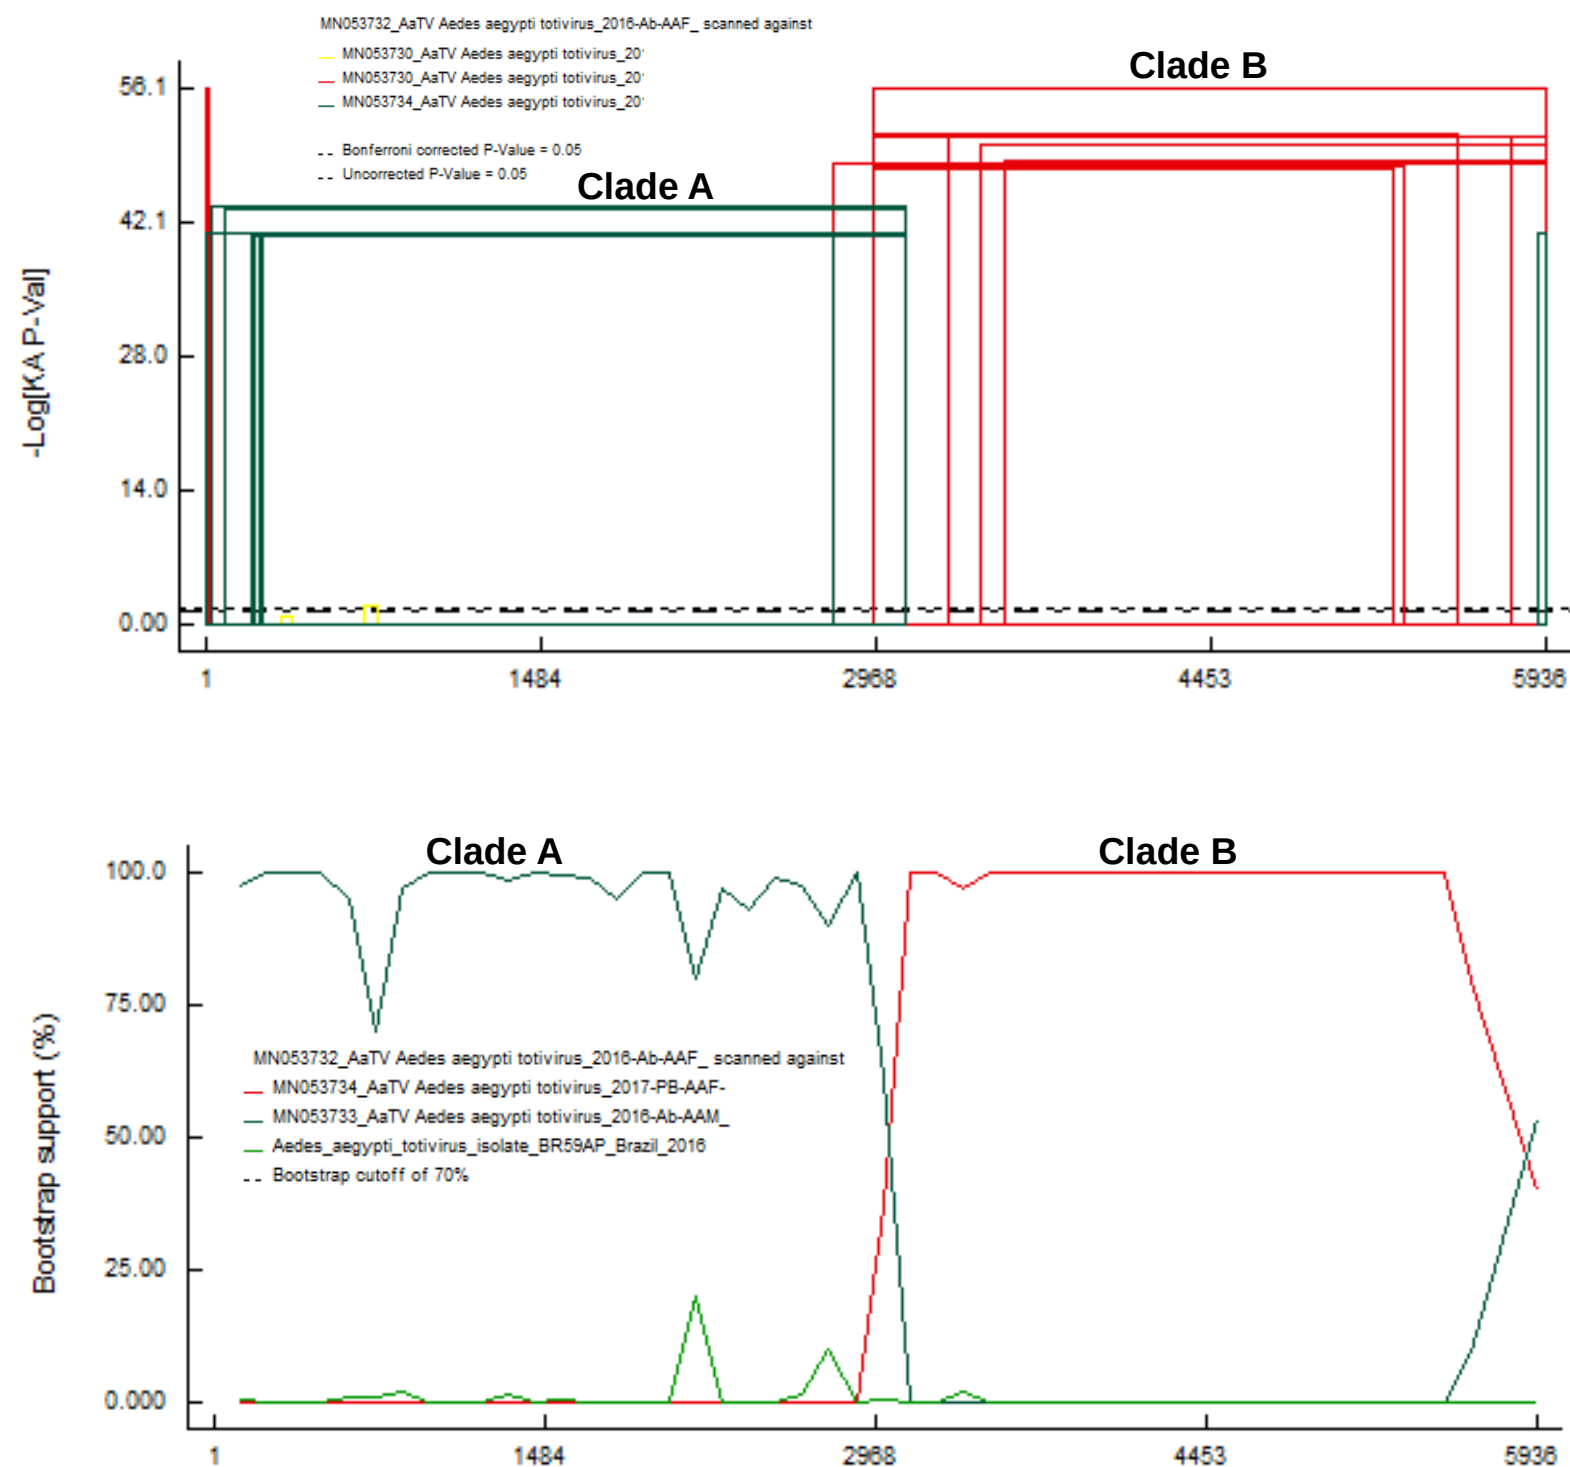 MN053732_AaTV Aedes aegypti totivirus_2016-Ab-AAF_ scanned against
MN053730_AaTV Aedes aegypti totivirus_20'
MN053730_AaTV Aedes aegypti totivirus_20'
MN053734_AaTV Aedes aegypti totivirus_20'
Bonferroni corrected P-Value = 0.05
Uncorrected P-Value = 0.05
Clade A
Clade B
-Log[KA P-Val]
56.1
42.1
28.0
14.0
0.00
1 1484 2968 4453 5936
Clade A
Clade B
Bootstrap support (%)
100.0
75.00
50.00
25.00
0.000
MN053732_AaTV Aedes aegypti totivirus_2016-Ab-AAF_ scanned against
MN053734_AaTV Aedes aegypti totivirus_2017-PB-AAF-
MN053733_AaTV Aedes aegypti totivirus_2016-Ab-AAM_
Aedes_aegypti_totivirus_isolate_BR59AP_Brazil_2016
Bootstrap cutoff of 70%
1 1484 2968 4453 5936